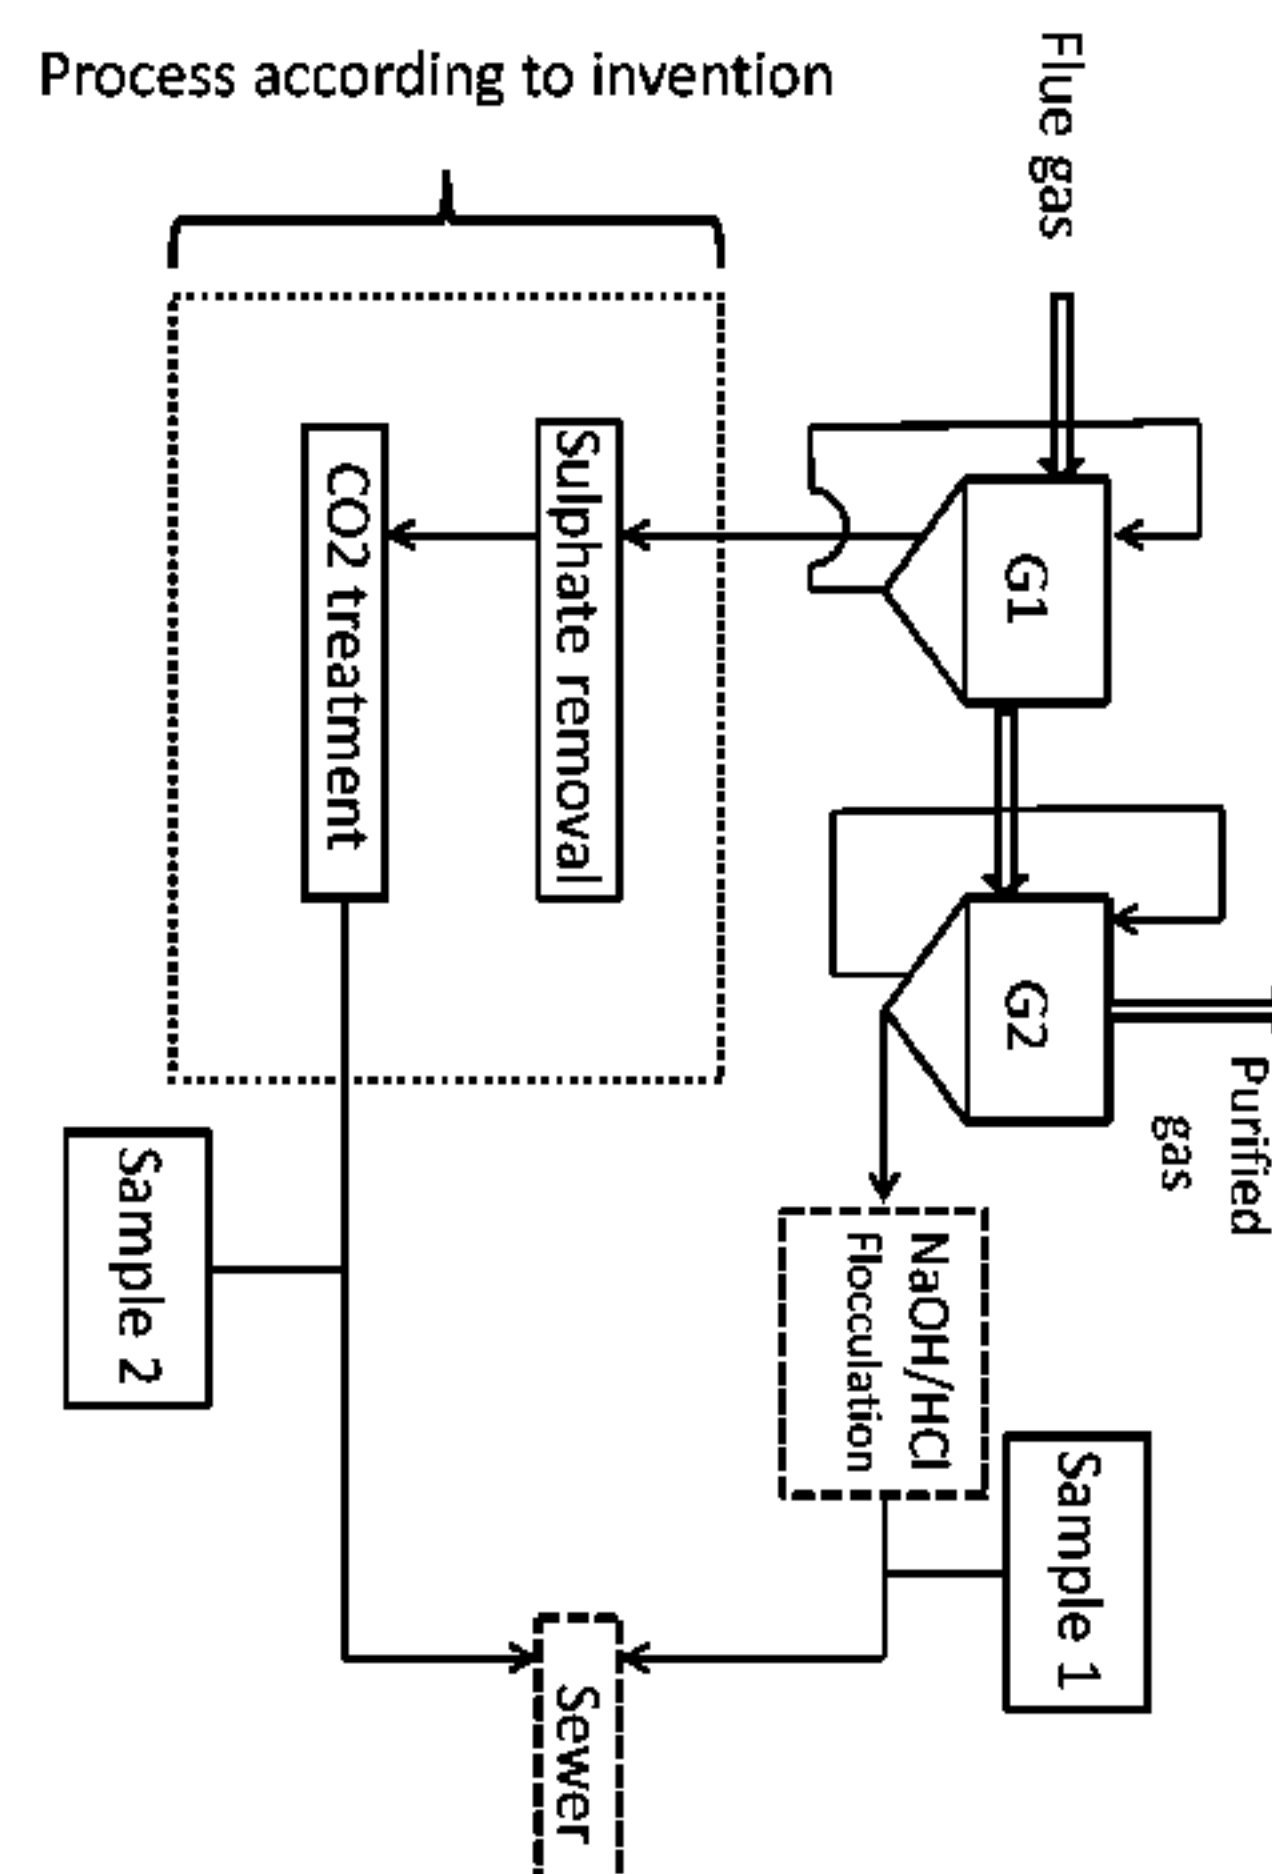 Process according to invention
Flue gas
G1
G2
Purified
gas
Sulphate removal
CO2 treatment
NaOH/HCl
Flocculation
Sample 1
Sample 2
Sewer